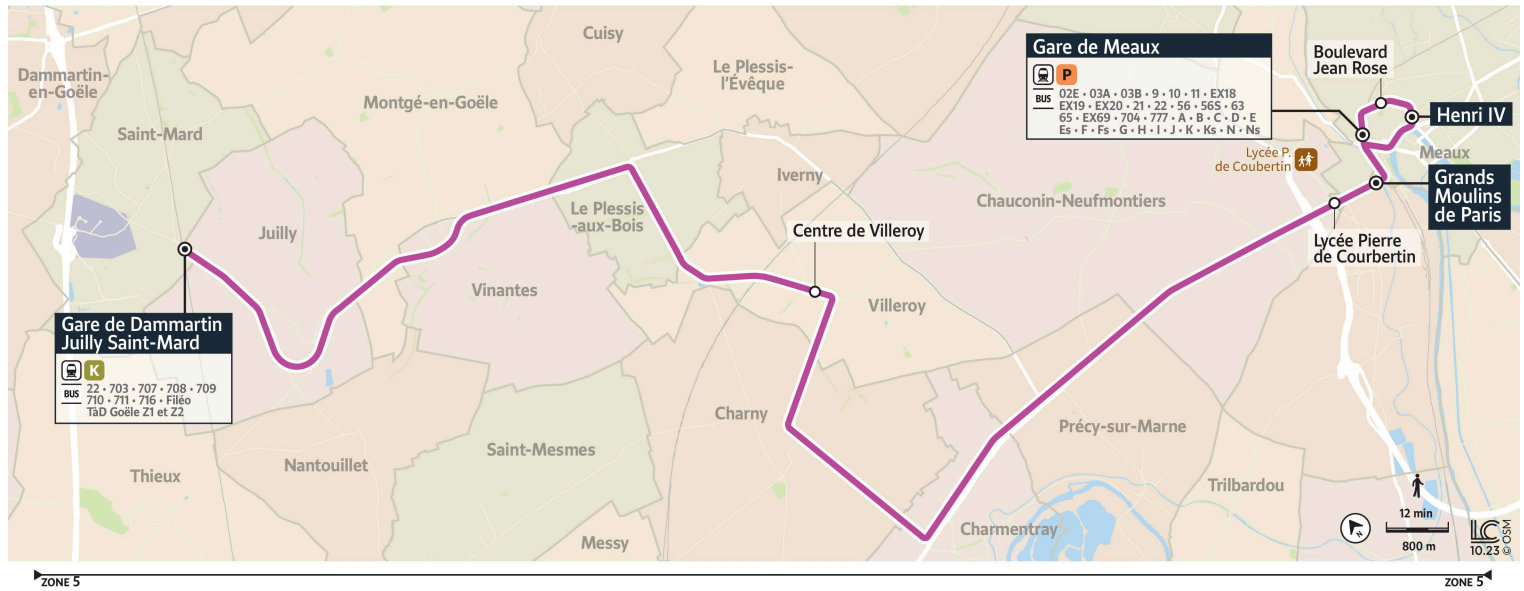 Cuisy
Dammartin-
en-Goële
Montgé-en-Goële
Le Plessis-
l'Évêque
Saint-Mard
Gare de Meaux
P
BUS
02E • 03A • 03B • 9 • 10 • 11 • EX18
EX19 • EX20 • 21 • 22 • 56 • 56S • 63
65 • EX69 • 704 • 777 • A • B • C • D • E
Es • F • Fs • G • H • I • J • K • Ks • N • Ns
Boulevard
Jean Rose
Henri IV
Meaux
Lycée P.
de Coubertin
Iverny
Chauconin-Neufmontiers
Grands
Moulins
de Paris
Le Plessis
-aux-Bois
Juilly
Centre de Villeroy
Lycée Pierre
de Courbertin
Vinantes
Villeroy
Gare de Dammartin
Juilly Saint-Mard
K
BUS
22 • 703 • 707 • 708 • 709
710 • 711 • 716 • Filéo
TàD Goële Z1 et Z2
Charny
Précy-sur-Marne
Saint-Mesmes
Nantouillet
Thieux
Trilbardou
Charmentray
Messy
N
12 min
800 m
LC
10.23 © OSM
ZONE 5
ZONE 5